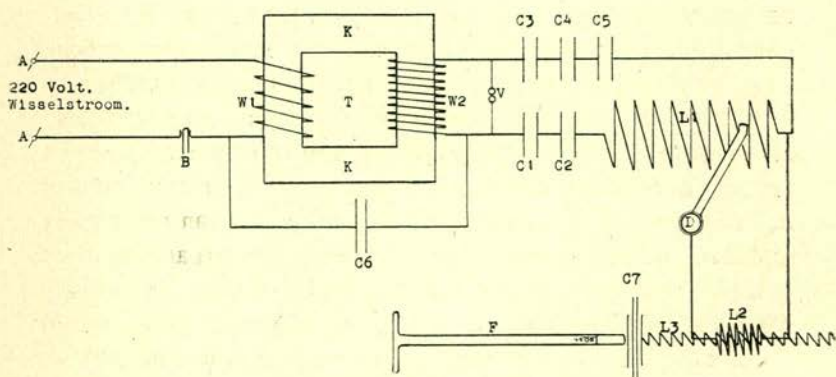 C3 C4 C5
K
A
220 Volt.
Wisselstroom.
W1
T
W2
V
L1
A
B
K
C1 C2
D
C6
C7
F
L3
L2